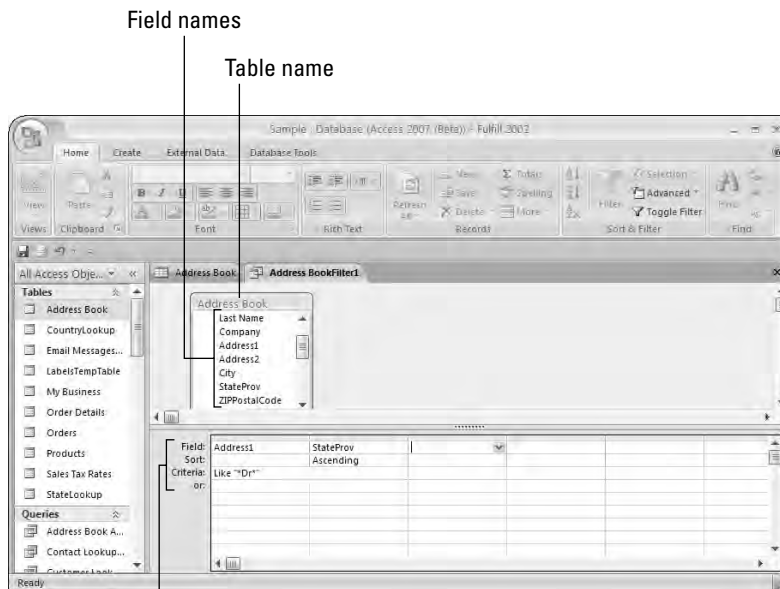 Field names
Table name
Sample : Database (Access 2007 (Beta)) - Fulfill 2002
Home Create External Data Database Tools
View Paste B I U Refresh All New Save Delete Totals Spelling More Filter Selection Advanced Toggle Filter Find
Views Clipboard Font Rich Text Records Sort & Filter Find
All Access Obje... « Address Book Address BookFilter1
Tables
Address Book
CountryLookup
Email Messages...
LabelsTempTable
My Business
Order Details
Orders
Products
Sales Tax Rates
StateLookup
Queries
Address Book A...
Contact Lookup...
Address Book
Last Name
Company
Address1
Address2
City
StateProv
ZIPPostalCode
Field: Address1 StateProv
Sort: Ascending
Criteria: Like "*Dr*"
or:
Ready